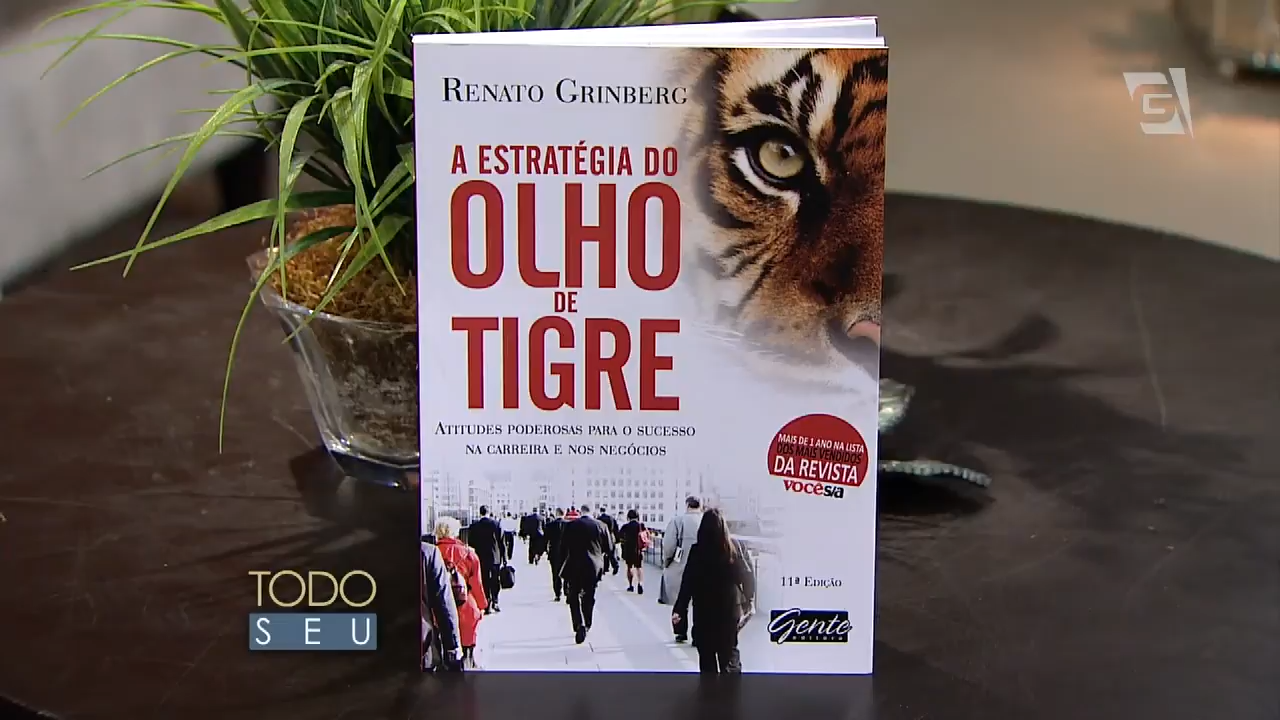 RENATO GRINBERG
A ESTRATÉGIA DO
OLHO
DE
TIGRE
ATITUDES PODEROSAS PARA O SUCESSO
NA CARREIRA E NOS NEGÓCIOS
MAIS DE 1 ANO NA LISTA
DOS MAIS VENDIDOS
DA REVISTA
VOCÊ S/A
11ª EDIÇÃO
Gente
editora
TODO
SEU
G